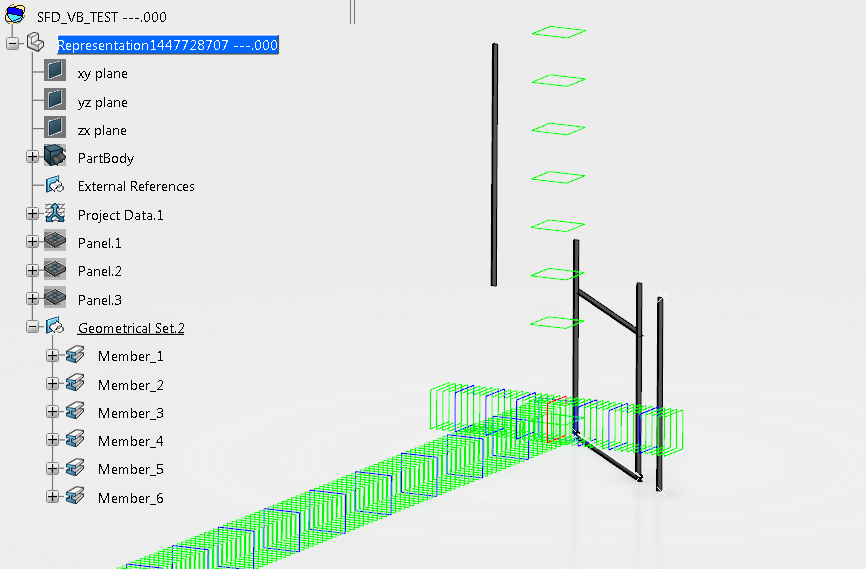 SFD_VB_TEST ---.000
Representation1447728707 ---.000
xy plane
yz plane
zx plane
PartBody
External References
Project Data.1
Panel.1
Panel.2
Panel.3
Geometrical Set.2
Member_1
Member_2
Member_3
Member_4
Member_5
Member_6